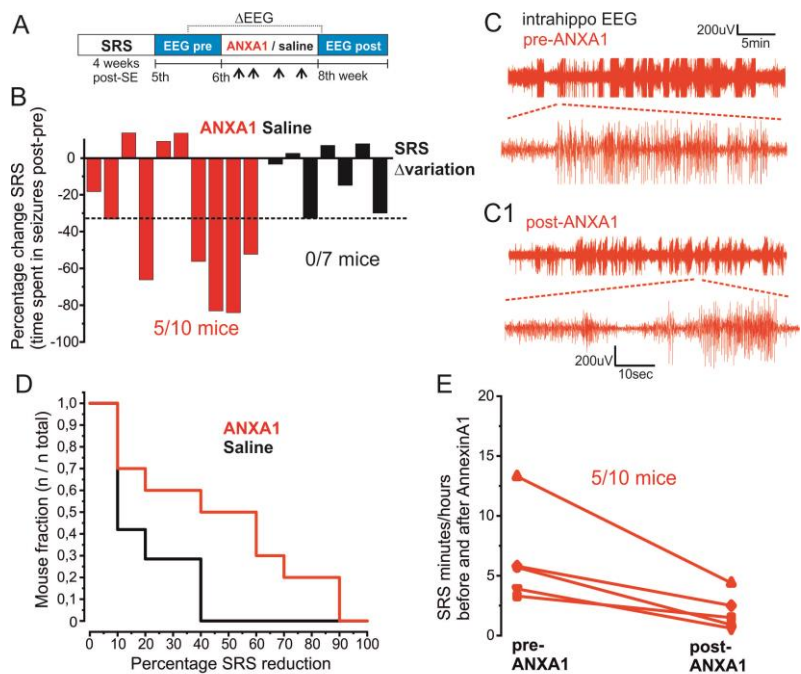 A
ΔEEG
SRS
EEG pre
ANXA1 / saline
EEG post
4 weeks
post-SE
5th
6th
8th week
B
ANXA1 Saline
SRS
Δvariation
0
-20
-40
-60
-80
-100
Percentage change SRS
(time spent in seizures post-pre)
0/7 mice
5/10 mice
C
intrahippo EEG
pre-ANXA1
200uV
5min
C1
post-ANXA1
200uV
10sec
D
ANXA1
Saline
1,0
0,9
0,8
0,7
0,6
0,5
0,4
0,3
0,2
0,1
0,0
Mouse fraction (n / n total)
0 10 20 30 40 50 60 70 80 90 100
Percentage SRS reduction
E
20
15
10
5
0
SRS minutes/hours
before and after AnnexinA1
5/10 mice
pre-
ANXA1
post-
ANXA1